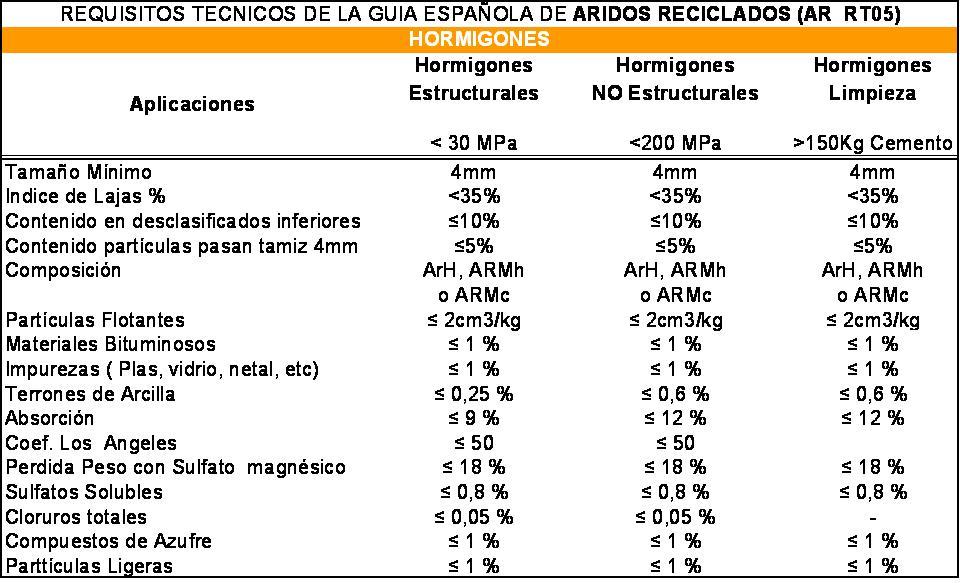 REQUISITOS TECNICOS DE LA GUIA ESPAÑOLA DE ARIDOS RECICLADOS (AR RT05)
HORMIGONES
Aplicaciones Hormigones Estructurales Hormigones NO Estructurales Hormigones Limpieza
< 30 MPa <200 MPa >150Kg Cemento
Tamaño Mínimo 4mm 4mm 4mm
Indice de Lajas % <35% <35% <35%
Contenido en desclasificados inferiores ≤10% ≤10% ≤10%
Contenido partículas pasan tamiz 4mm ≤5% ≤5% ≤5%
Composición ArH, ARMh ArH, ARMh ArH, ARMh
o ARMc o ARMc o ARMc
Partículas Flotantes ≤ 2cm3/kg ≤ 2cm3/kg ≤ 2cm3/kg
Materiales Bituminosos ≤ 1 % ≤ 1 % ≤ 1 %
Impurezas ( Plas, vidrio, netal, etc) ≤ 1 % ≤ 1 % ≤ 1 %
Terrones de Arcilla ≤ 0,25 % ≤ 0,6 % ≤ 0,6 %
Absorción ≤ 9 % ≤ 12 % ≤ 12 %
Coef. Los Angeles ≤ 50 ≤ 50
Perdida Peso con Sulfato magnésico ≤ 18 % ≤ 18 % ≤ 18 %
Sulfatos Solubles ≤ 0,8 % ≤ 0,8 % ≤ 0,8 %
Cloruros totales ≤ 0,05 % ≤ 0,05 % -
Compuestos de Azufre ≤ 1 % ≤ 1 % ≤ 1 %
Parttículas Ligeras ≤ 1 % ≤ 1 % ≤ 1 %